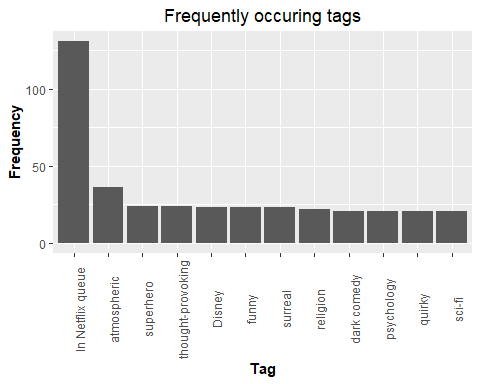 Frequently occuring tags
Frequency
100
50
0
In Netflix queue
atmospheric
superhero
thought-provoking
Disney
funny
surreal
religion
dark comedy
psychology
quirky
sci-fi
Tag